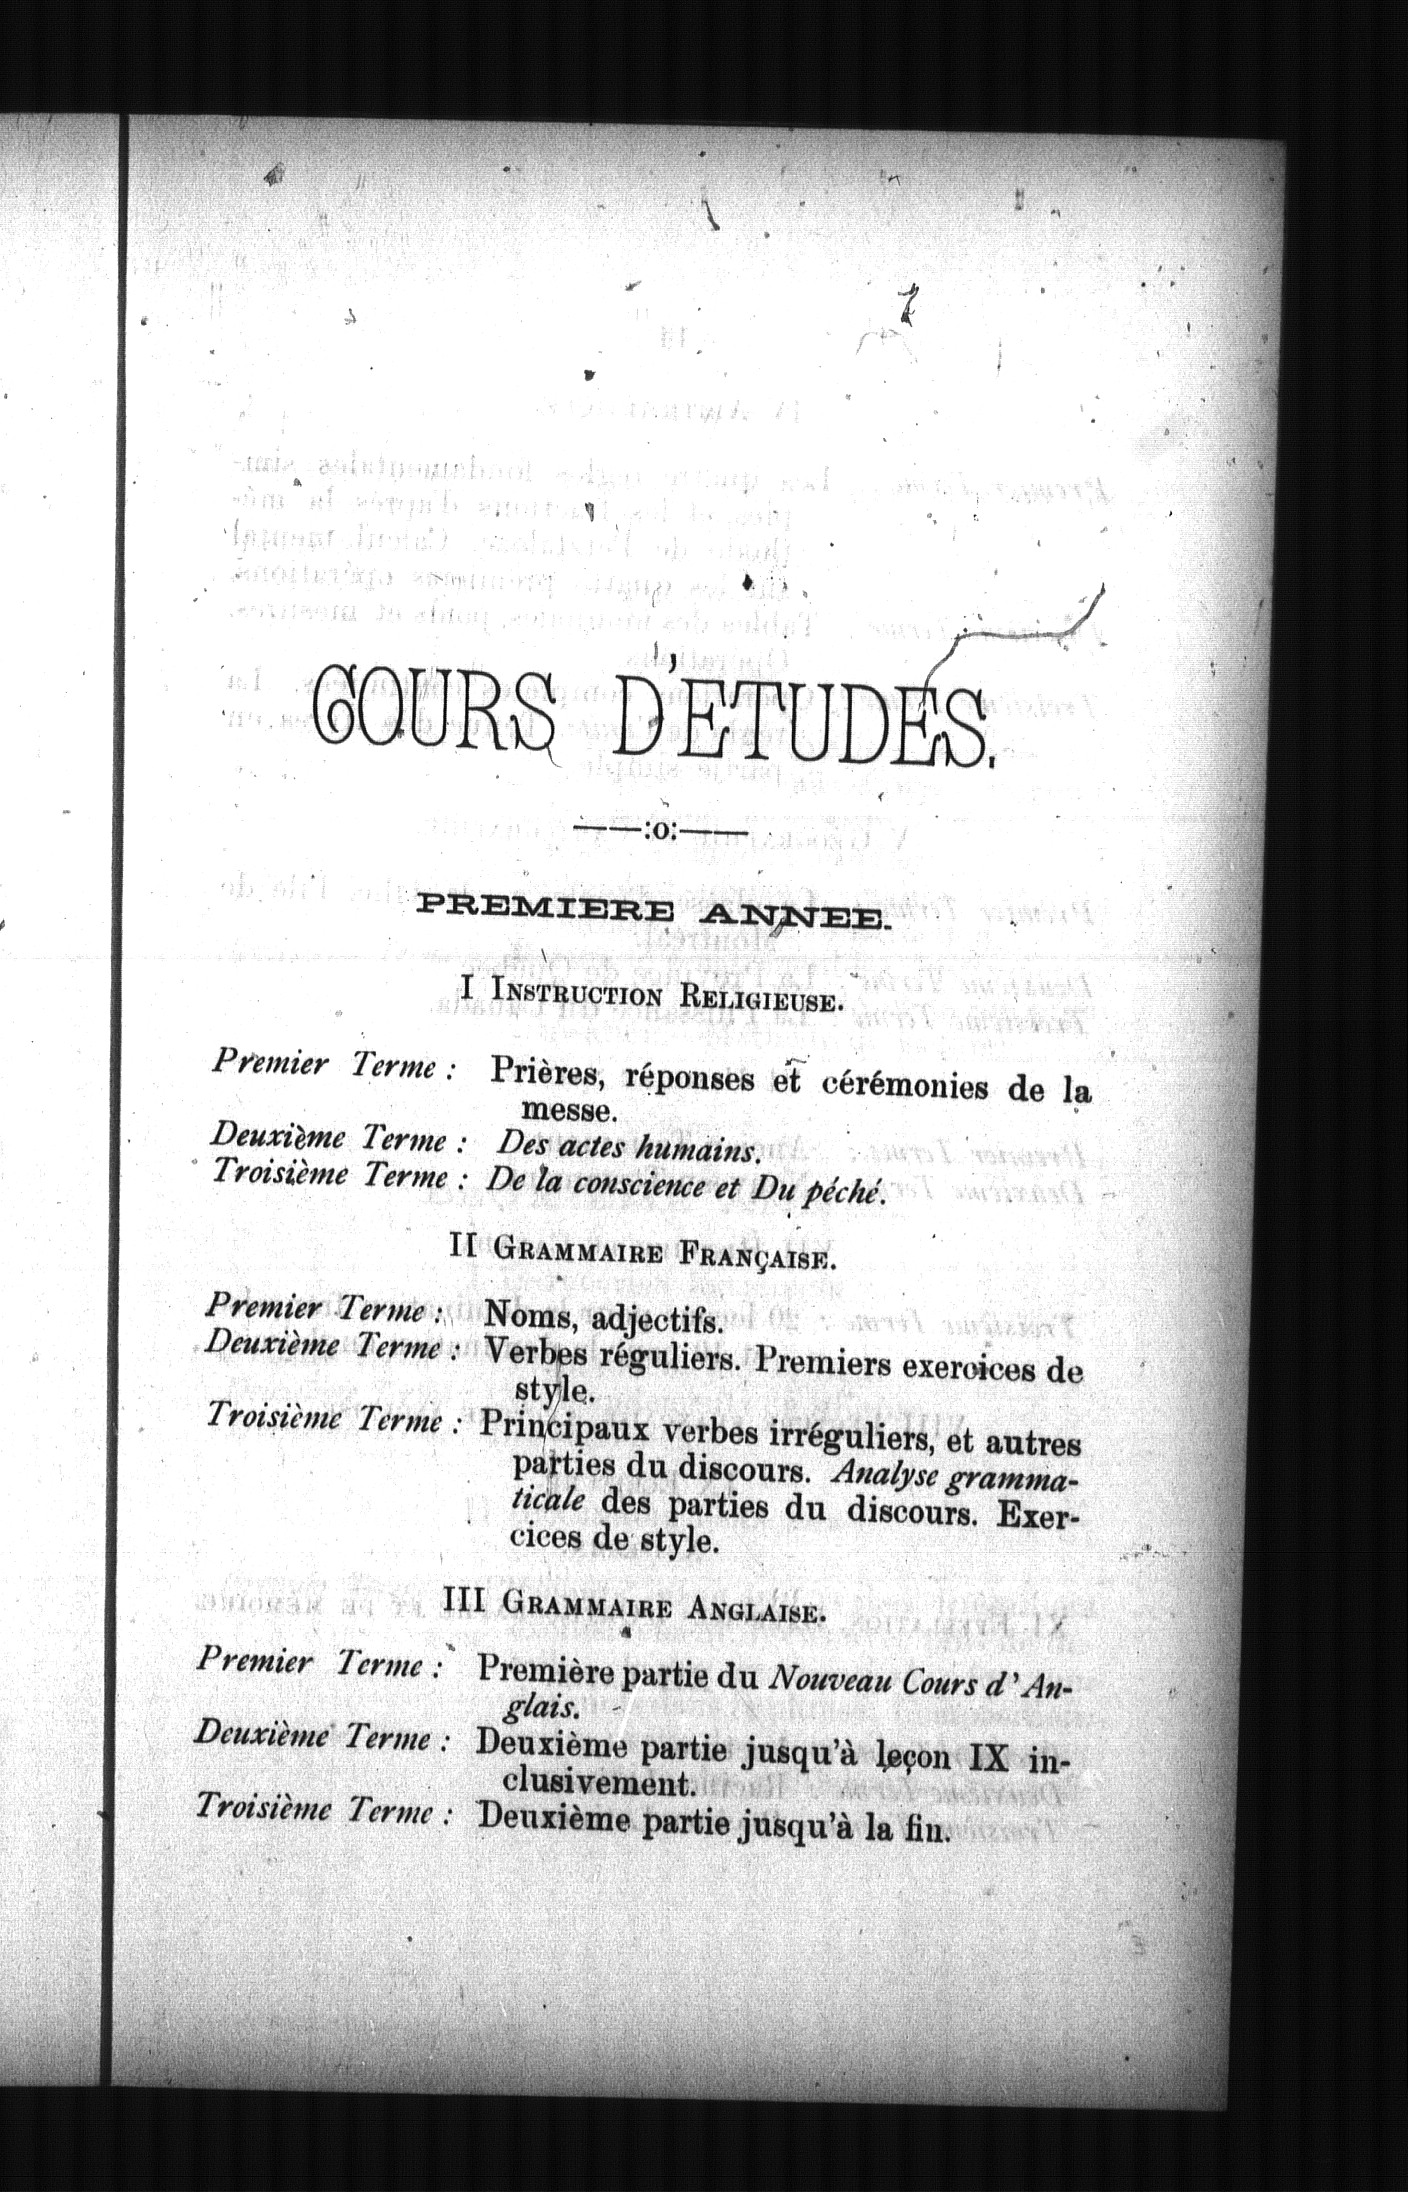 COURS D'ETUDES.
——:o:——
PREMIERE ANNEE.
I INSTRUCTION RELIGIEUSE.
Premier Terme : Prières, réponses et cérémonies de la
messe.
Deuxième Terme : Des actes humains.
Troisième Terme : De la conscience et Du péché.
II GRAMMAIRE FRANÇAISE.
Premier Terme : Noms, adjectifs.
Deuxième Terme : Verbes réguliers. Premiers exercices de
style.
Troisième Terme : Principaux verbes irréguliers, et autres
parties du discours. Analyse gramma-
ticale des parties du discours. Exer-
cices de style.
III GRAMMAIRE ANGLAISE.
Premier Terme : Première partie du Nouveau Cours d'An-
glais.
Deuxième Terme : Deuxième partie jusqu'à leçon IX in-
clusivement.
Troisième Terme : Deuxième partie jusqu'à la fin.